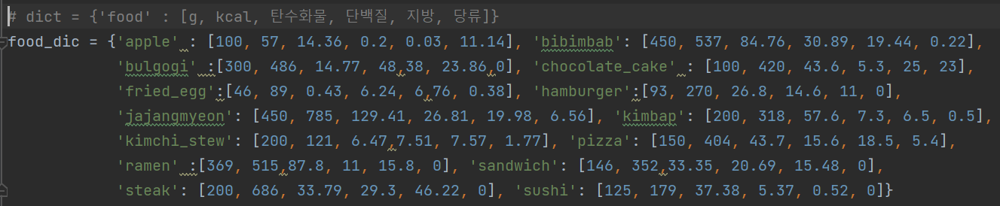 # dict = {'food' : [g, kcal, 탄수화물, 단백질, 지방, 당류]}
food_dic = {'apple' : [100, 57, 14.36, 0.2, 0.03, 11.14], 'bibimbab': [450, 537, 84.76, 30.89, 19.44, 0.22],
'bulgogi' :[300, 486, 14.77, 48,38, 23.86,0], 'chocolate_cake' : [100, 420, 43.6, 5.3, 25, 23],
'fried_egg':[46, 89, 0.43, 6.24, 6,76, 0.38], 'hamburger':[93, 270, 26.8, 14.6, 11, 0],
'jajangmyeon': [450, 785, 129.41, 26.81, 19.98, 6.56], 'kimbap': [200, 318, 57.6, 7.3, 6.5, 0.5],
'kimchi_stew': [200, 121, 6.47,7.51, 7.57, 1.77], 'pizza': [150, 404, 43.7, 15.6, 18.5, 5.4],
'ramen' :[369, 515,87.8, 11, 15.8, 0], 'sandwich': [146, 352,33.35, 20.69, 15.48, 0],
'steak': [200, 686, 33.79, 29.3, 46.22, 0], 'sushi': [125, 179, 37.38, 5.37, 0.52, 0]}